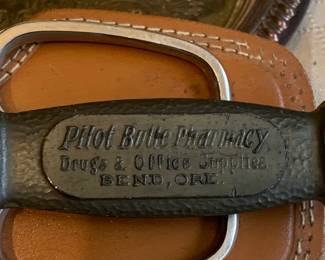 Pilot Butte Pharmacy
Drugs & Office Supplies
BEND, ORE.